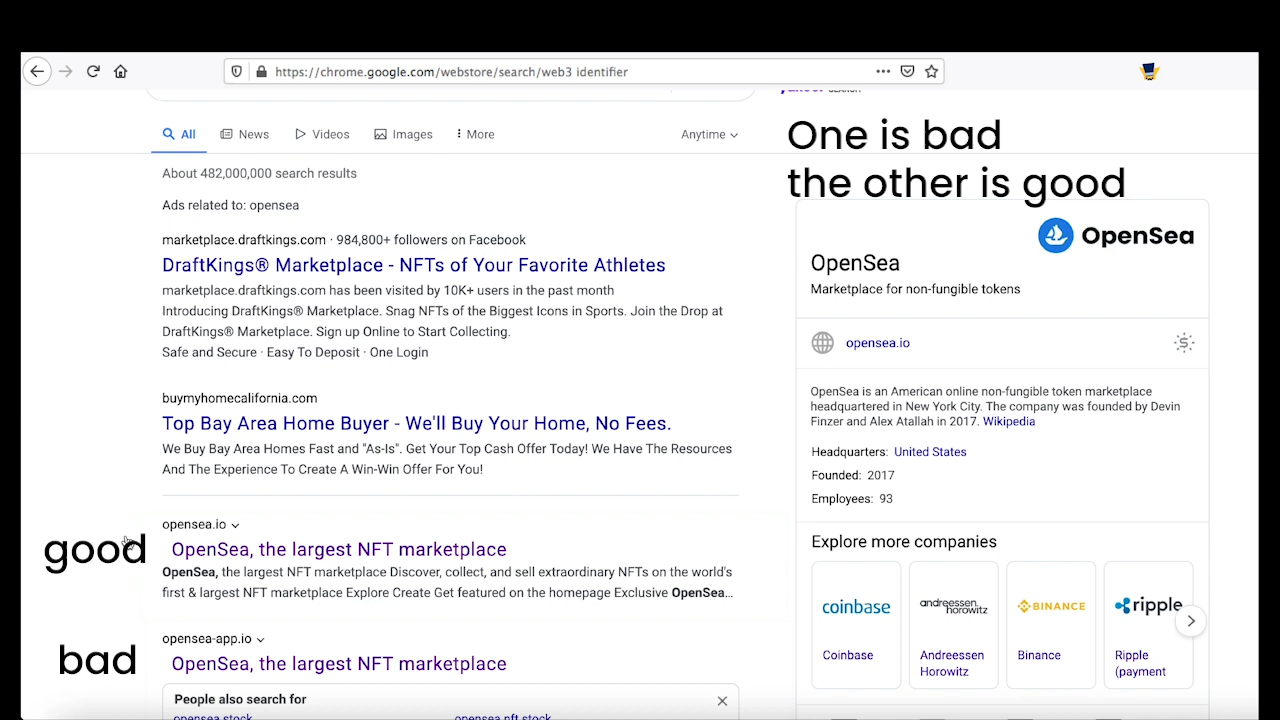 https://chrome.google.com/webstore/search/web3 identifier
All
News
Videos
Images
More
Anytime
One is bad
the other is good
About 482,000,000 search results
Ads related to: opensea
marketplace.draftkings.com · 984,800+ followers on Facebook
DraftKings® Marketplace - NFTs of Your Favorite Athletes
marketplace.draftkings.com has been visited by 10K+ users in the past month
Introducing DraftKings® Marketplace. Snag NFTs of the Biggest Icons in Sports. Join the Drop at
DraftKings® Marketplace. Sign up Online to Start Collecting.
Safe and Secure · Easy To Deposit · One Login
buymyhomecalifornia.com
Top Bay Area Home Buyer - We'll Buy Your Home, No Fees.
We Buy Bay Area Homes Fast and "As-Is". Get Your Top Cash Offer Today! We Have The Resources
And The Experience To Create A Win-Win Offer For You!
good
opensea.io
OpenSea, the largest NFT marketplace
OpenSea, the largest NFT marketplace Discover, collect, and sell extraordinary NFTs on the world's
first & largest NFT marketplace Explore Create Get featured on the homepage Exclusive OpenSea...
bad
opensea-app.io
OpenSea, the largest NFT marketplace
People also search for
opensea stock
opensea nft stock
OpenSea
OpenSea
Marketplace for non-fungible tokens
opensea.io
OpenSea is an American online non-fungible token marketplace
headquartered in New York City. The company was founded by Devin
Finzer and Alex Atallah in 2017. Wikipedia
Headquarters: United States
Founded: 2017
Employees: 93
Explore more companies
coinbase
Coinbase
andreessen.
horowitz
Andreessen
Horowitz
BINANCE
Binance
ripple
Ripple
(payment